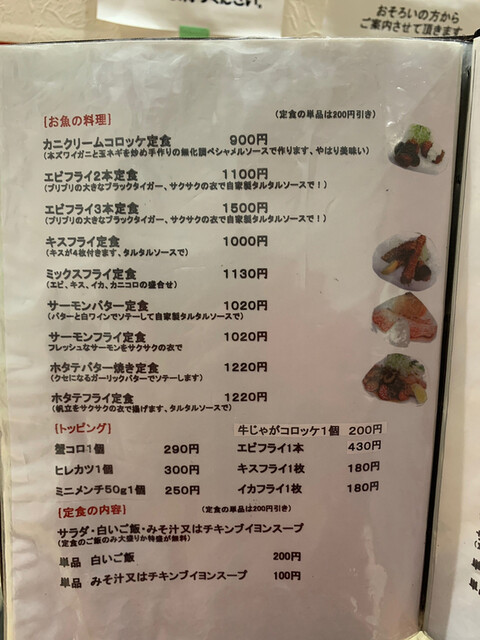 おそろいの方から
ご案内させて頂きます
[お魚の料理]
(定食の単品は200円引き)
カニクリームコロッケ定食 900円
(本ズワイガニと玉ネギを炒め手作りの無化調ベシャメルソースで作ります、やはり美味い)
エビフライ2本定食 1100円
(プリプリの大きなブラックタイガー、サクサクの衣で自家製タルタルソースで!)
エビフライ3本定食 1500円
(プリプリの大きなブラックタイガー、サクサクの衣で自家製タルタルソースで!)
キスフライ定食 1000円
(キスが4枚付きます、タルタルソースで)
ミックスフライ定食 1130円
(エビ、キス、イカ、カニコロの盛合せ)
サーモンバター定食 1020円
(バターと白ワインでソテーして自家製タルタルソースで)
サーモンフライ定食 1020円
フレッシュなサーモンをサクサクの衣で
ホタテバター焼き定食 1220円
(クセになるガーリックバターでソテーします)
ホタテフライ定食 1220円
(帆立をサクサクの衣で揚げます、タルタルソースで)
[トッピング]
牛じゃがコロッケ1個 200円
蟹コロ1個 290円 エビフライ1本 430円
ヒレカツ1個 300円 キスフライ1枚 180円
ミニメンチ50g1個 250円 イカフライ1枚 180円
[定食の内容] (定食の単品は200円引き)
サラダ・白いご飯・みそ汁又はチキンブイヨンスープ
(定食のご飯のみ大盛りか特盛が無料)
単品 白いご飯 200円
単品 みそ汁又はチキンブイヨンスープ 100円